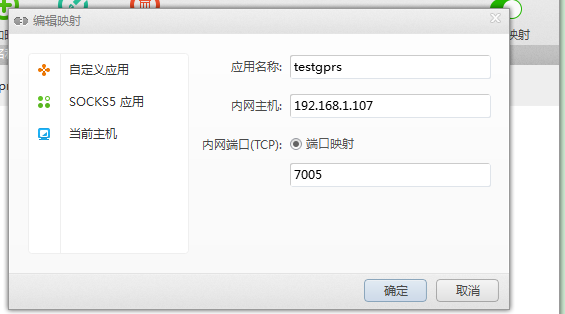 编辑映射
映射
自定义应用
SOCKS5 应用
当前主机
应用名称: testgprs
内网主机: 192.168.1.107
内网端口(TCP): 端口映射
7005
确定 取消